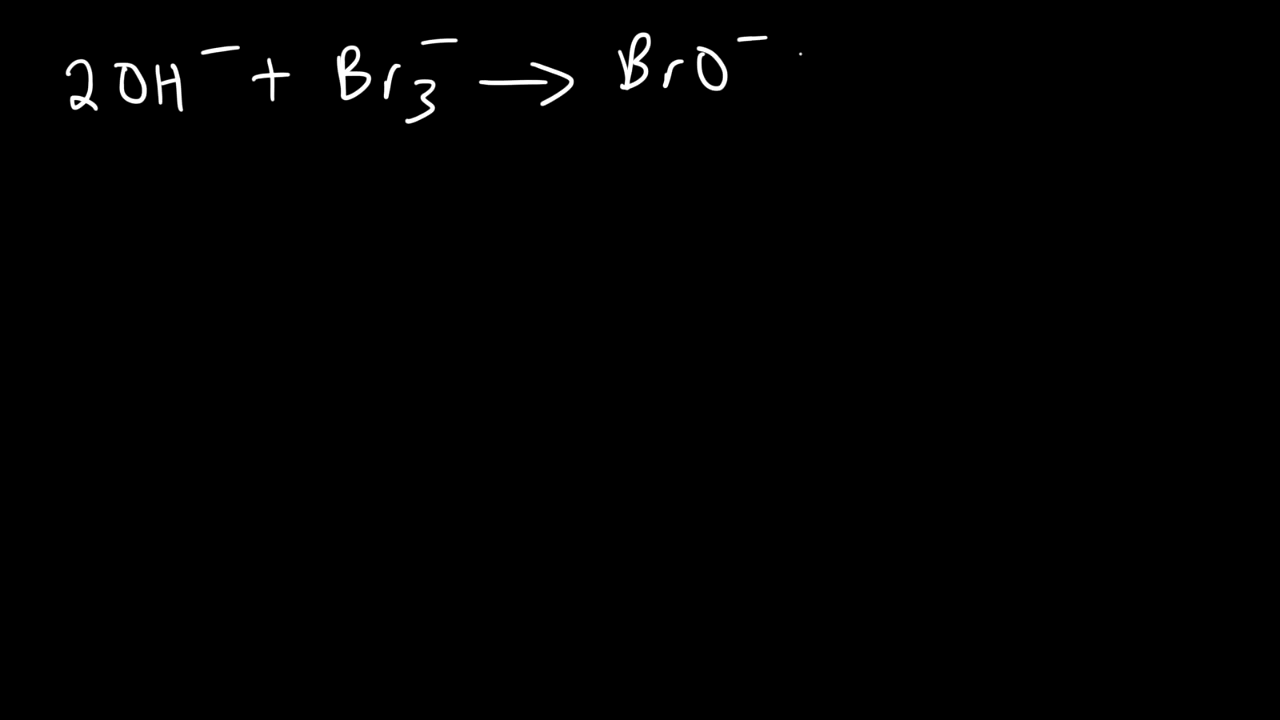 2OH⁻ + Br₃⁻ → BrO⁻